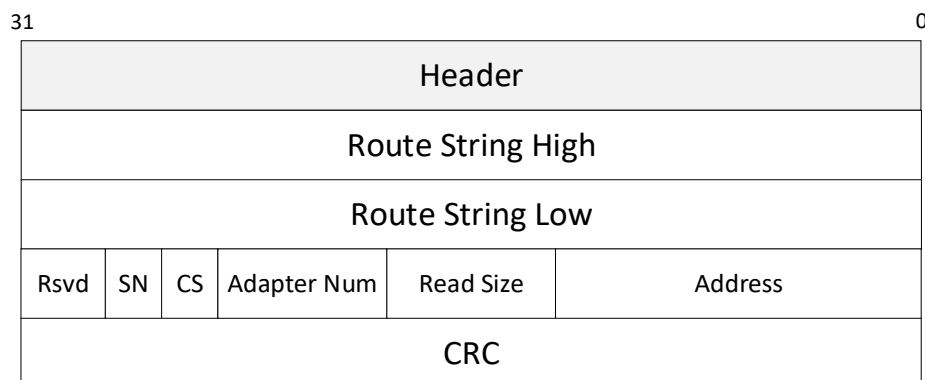 31 0
Header
Route String High
Route String Low
Rsvd SN CS Adapter Num Read Size Address
CRC